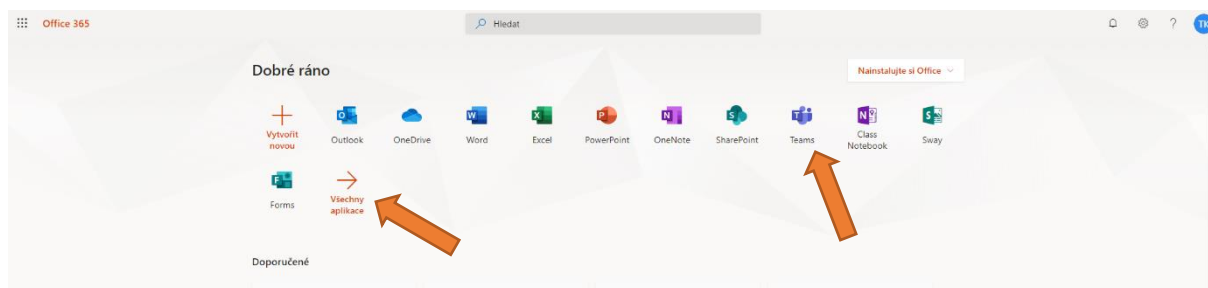 Office 365
Hledat
TK
Dobré ráno
Nainstalujte si Office
Vytvořit
novou
Outlook
OneDrive
Word
Excel
PowerPoint
OneNote
SharePoint
Teams
Class
Notebook
Sway
Forms
Všechny
aplikace
Doporučené